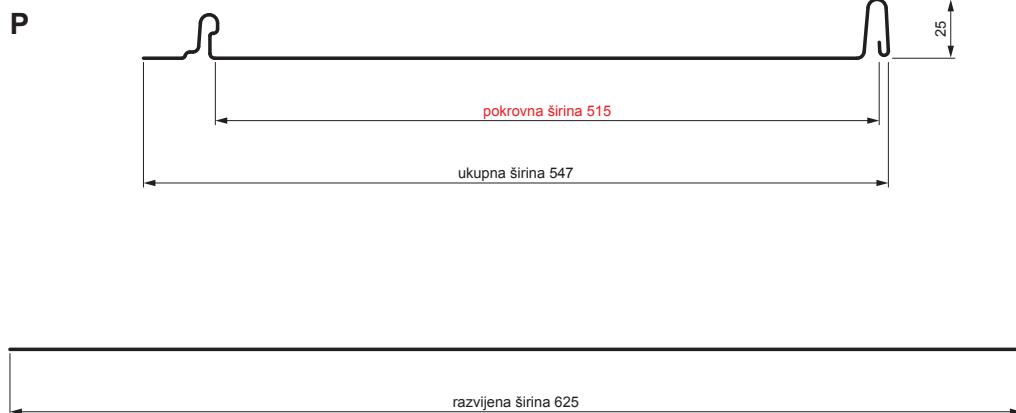 P
25
pokrovna širina 515
ukupna širina 547
razvijena širina 625